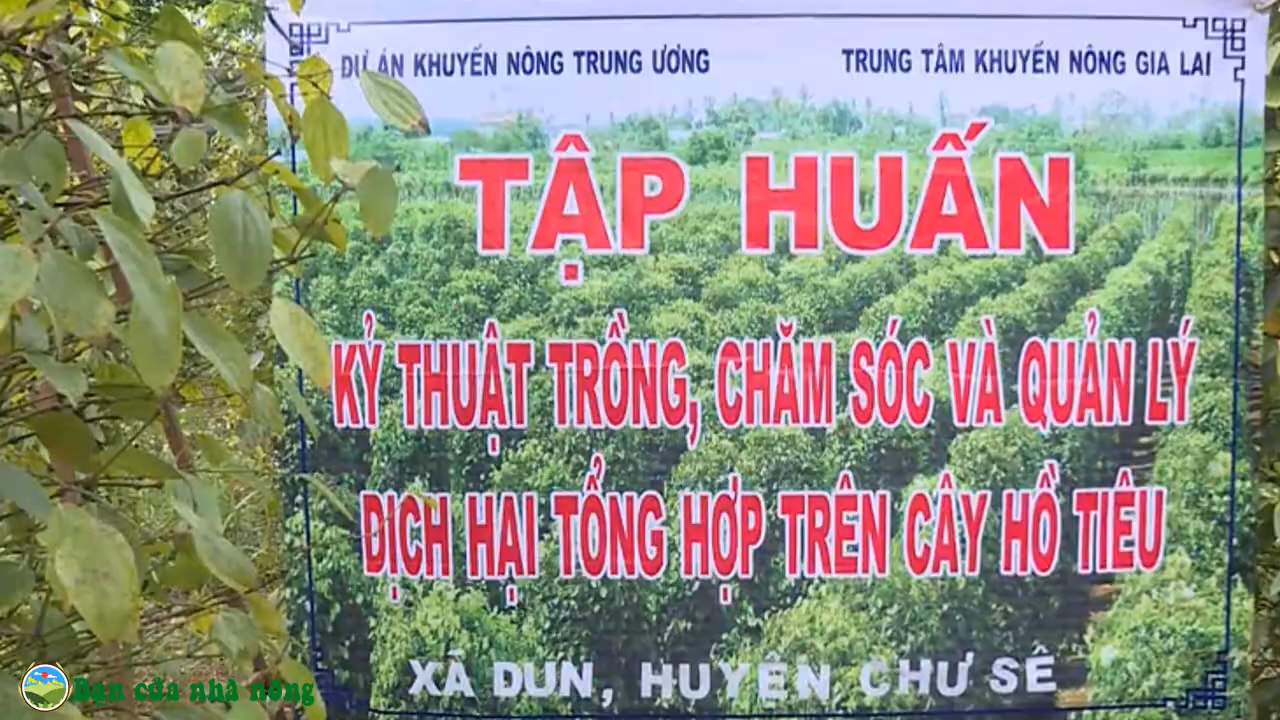 DỰ ÁN KHUYẾN NÔNG TRUNG ƯƠNG
TRUNG TÂM KHUYẾN NÔNG GIA LAI
TẬP HUẤN
KỶ THUẬT TRỒNG, CHĂM SÓC VÀ QUẢN LÝ
DỊCH HẠI TỔNG HỢP TRÊN CÂY HỒ TIÊU
XÃ DUN, HUYỆN CHƯ SÊ
Bạn của nhà nông